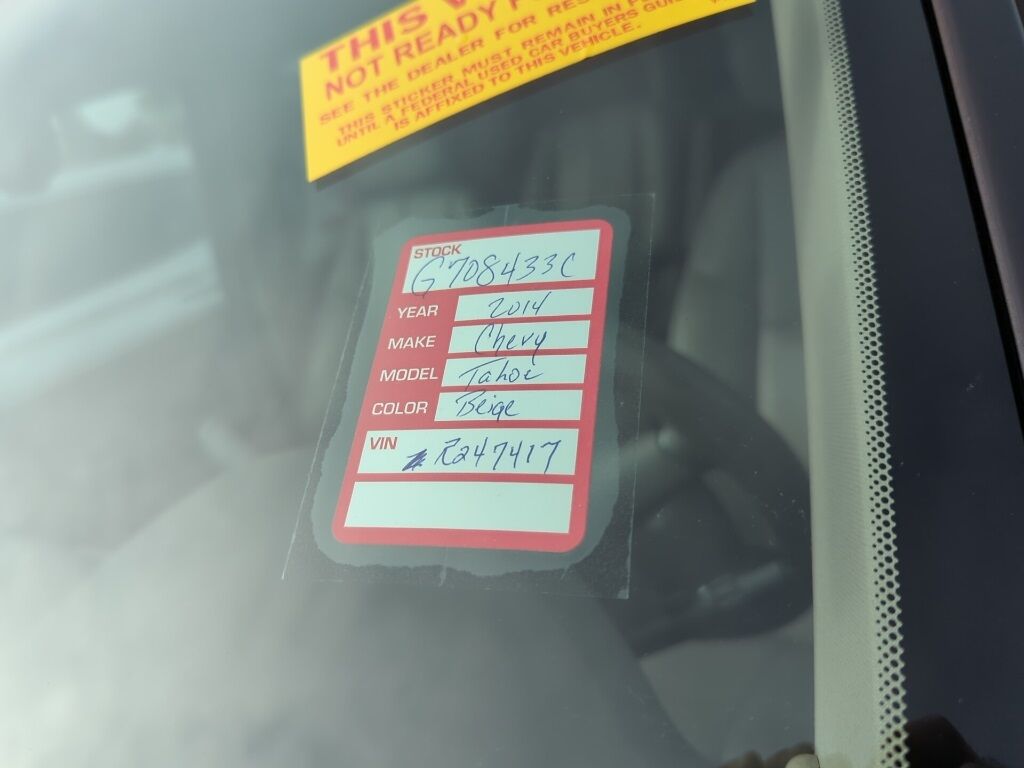 THIS
NOT READY
SEE THE DEALER FOR
THIS STICKER MUST REMAIN IN
UNTIL A FEDERAL USED CAR BUYERS
IS AFFIXED TO THIS VEHICLE.
STOCK
G708433C
YEAR 2014
MAKE Chevy
MODEL Tahoe
COLOR Beige
VIN
R247417